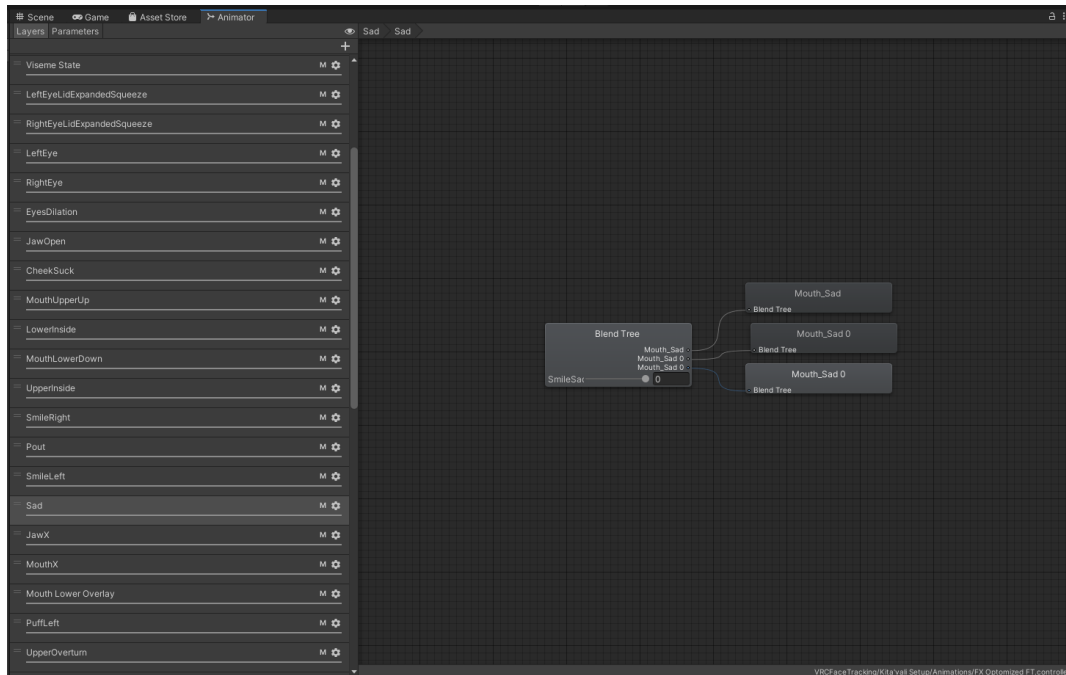 Scene Game Asset Store Animator
Layers Parameters Sad Sad
Viseme State M
LeftEyeLidExpandedSqueeze M
RightEyeLidExpandedSqueeze M
LeftEye M
RightEye M
EyesDilation M
JawOpen M
CheekSuck M
MouthUpperUp M
LowerInside M
MouthLowerDown M
UpperInside M
SmileRight M
Pout M
SmileLeft M
Sad M
JawX M
MouthX M
Mouth Lower Overlay M
PuffLeft M
UpperOverturn M
Blend Tree
Mouth_Sad
Mouth_Sad 0
Mouth_Sad 0
SmileSac 0
Mouth_Sad
Blend Tree
Mouth_Sad 0
Blend Tree
Mouth_Sad 0
Blend Tree
VRCFaceTracking/Kita'vali Setup/Animations/FX Optomized FT.controlle